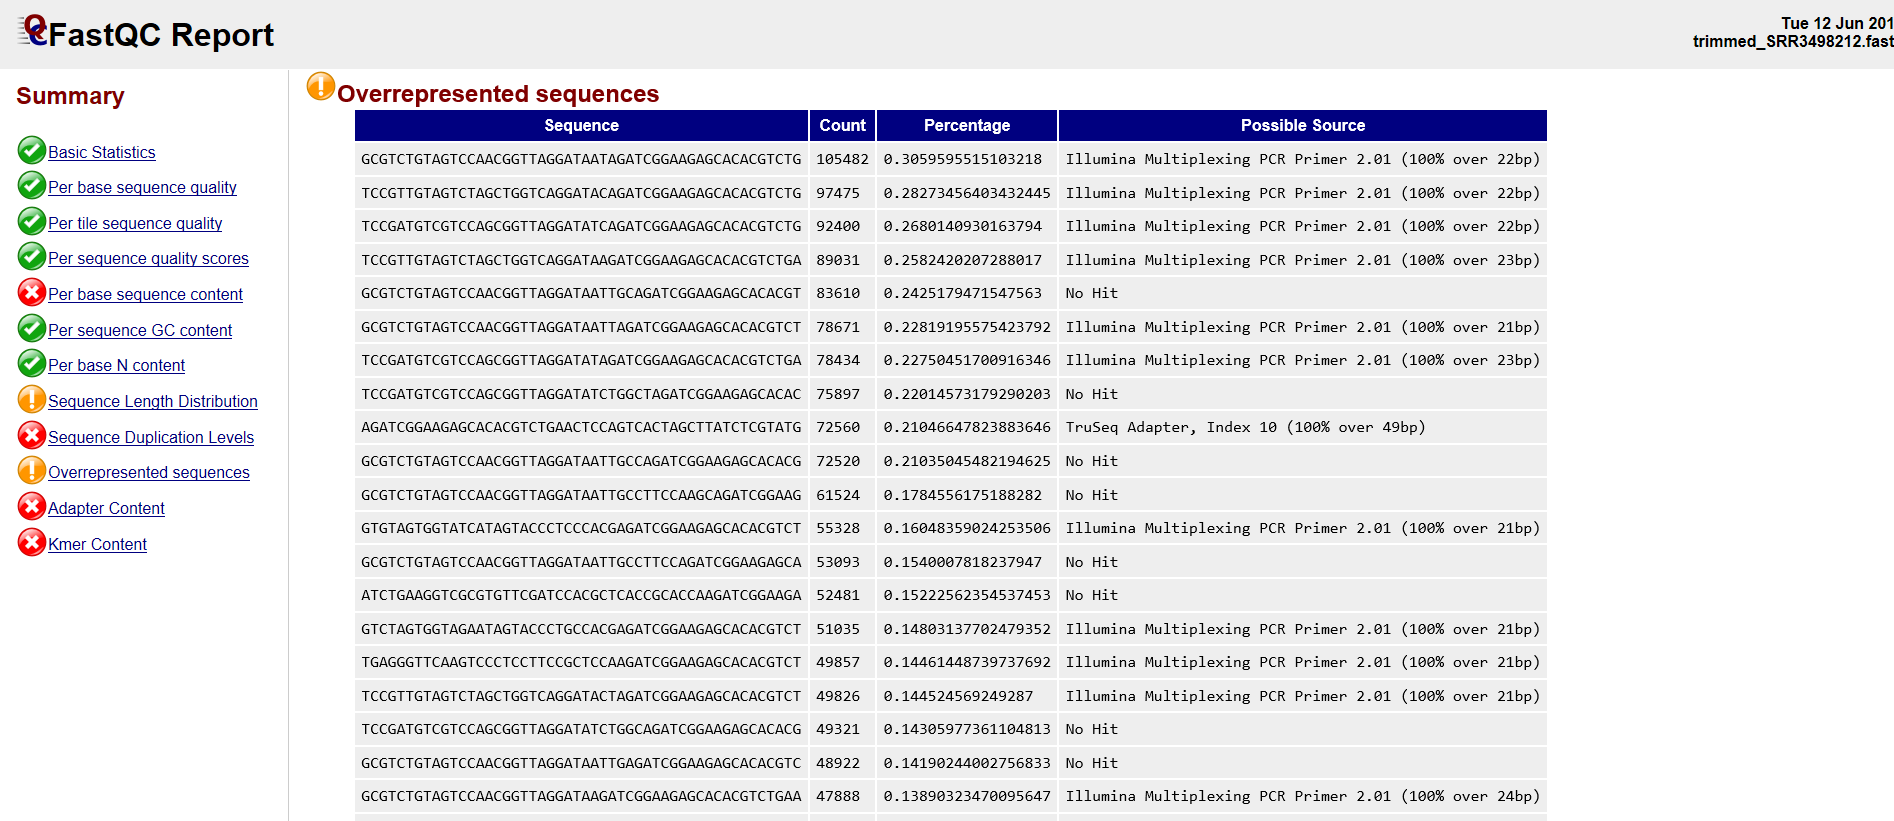 FastQC Report
Tue 12 Jun 201
trimmed_SRR3498212.fast
Summary
Basic Statistics
Per base sequence quality
Per tile sequence quality
Per sequence quality scores
Per base sequence content
Per sequence GC content
Per base N content
Sequence Length Distribution
Sequence Duplication Levels
Overrepresented sequences
Adapter Content
Kmer Content
Overrepresented sequences
Sequence Count Percentage Possible Source
GCGTCTGTAGTCCAACGGTTAGGATAATAGATCGGAAGAGCACACGTCTG 105482 0.3059595515103218 Illumina Multiplexing PCR Primer 2.01 (100% over 22bp)
TCCGTTGTAGTCTAGCTGGTCAGGATACAGATCGGAAGAGCACACGTCTG 97475 0.28273456403432445 Illumina Multiplexing PCR Primer 2.01 (100% over 22bp)
TCCGATGTCGTCCAGCGGTTAGGATATCAGATCGGAAGAGCACACGTCTG 92400 0.2680140930163794 Illumina Multiplexing PCR Primer 2.01 (100% over 22bp)
TCCGTTGTAGTCTAGCTGGTCAGGATAAGATCGGAAGAGCACACGTCTGA 89031 0.2582420207288017 Illumina Multiplexing PCR Primer 2.01 (100% over 23bp)
GCGTCTGTAGTCCAACGGTTAGGATAATTGCAGATCGGAAGAGCACACGT 83610 0.2425179471547563 No Hit
GCGTCTGTAGTCCAACGGTTAGGATAATTAGATCGGAAGAGCACACGTCT 78671 0.22819195575423792 Illumina Multiplexing PCR Primer 2.01 (100% over 21bp)
TCCGATGTCGTCCAGCGGTTAGGATATAGATCGGAAGAGCACACGTCTGA 78434 0.22750451700916346 Illumina Multiplexing PCR Primer 2.01 (100% over 23bp)
TCCGATGTCGTCCAGCGGTTAGGATATCTGGCTAGATCGGAAGAGCACAC 75897 0.22014573179290203 No Hit
AGATCGGAAGAGCACACGTCTGAACTCCAGTCACTAGCTTATCTCGTATG 72560 0.21046647823883646 TruSeq Adapter, Index 10 (100% over 49bp)
GCGTCTGTAGTCCAACGGTTAGGATAATTGCCAGATCGGAAGAGCACACG 72520 0.21035045482194625 No Hit
GCGTCTGTAGTCCAACGGTTAGGATAATTGCCTTCCAAGCAGATCGGAAG 61524 0.1784556175188282 No Hit
GTGTAGTGGTATCATAGTACCCTCCCACGAGATCGGAAGAGCACACGTCT 55328 0.16048359024253506 Illumina Multiplexing PCR Primer 2.01 (100% over 21bp)
GCGTCTGTAGTCCAACGGTTAGGATAATTGCCTTCCAGATCGGAAGAGCA 53093 0.1540007818237947 No Hit
ATCTGAAGGTCGCGTGTTCGATCCACGCTCACCGCACCAAGATCGGAAGA 52481 0.15222562354537453 No Hit
GTCTAGTGGTAGAATAGTACCCTGCCACGAGATCGGAAGAGCACACGTCT 51035 0.14803137702479352 Illumina Multiplexing PCR Primer 2.01 (100% over 21bp)
TGAGGGTTCAAGTCCCTCCTTCCGCTCCAAGATCGGAAGAGCACACGTCT 49857 0.14461448739737692 Illumina Multiplexing PCR Primer 2.01 (100% over 21bp)
TCCGTTGTAGTCTAGCTGGTCAGGATACTAGATCGGAAGAGCACACGTCT 49826 0.144524569249287 Illumina Multiplexing PCR Primer 2.01 (100% over 21bp)
TCCGATGTCGTCCAGCGGTTAGGATATCTGGCAGATCGGAAGAGCACACG 49321 0.14305977361104813 No Hit
GCGTCTGTAGTCCAACGGTTAGGATAATTGAGATCGGAAGAGCACACGTC 48922 0.14190244002756833 No Hit
GCGTCTGTAGTCCAACGGTTAGGATAAGATCGGAAGAGCACACGTCTGAA 47888 0.13890323470095647 Illumina Multiplexing PCR Primer 2.01 (100% over 24bp)